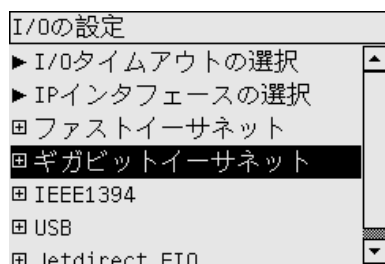 I/Oの設定
I/Oタイムアウトの選択
IPインタフェースの選択
ファストイーサネット
ギガビットイーサネット
IEEE1394
USB
Jetdirect EIO